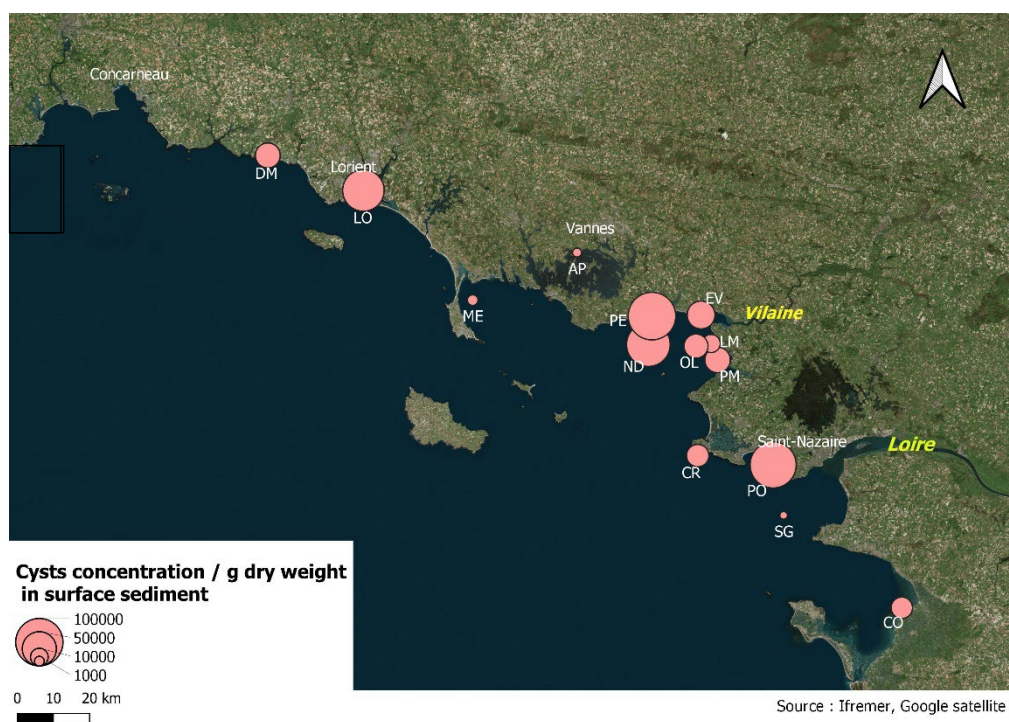 Concarneau
DM
Lorient
LO
Vannes
AP
ME
EV
Vilaine
PE
LM
OL
ND
PM
Saint-Nazaire
Loire
CR
PO
SG
CO
Cysts concentration / g dry weight
in surface sediment
100000
50000
10000
1000
0 10 20 km
Source : Ifremer, Google satellite